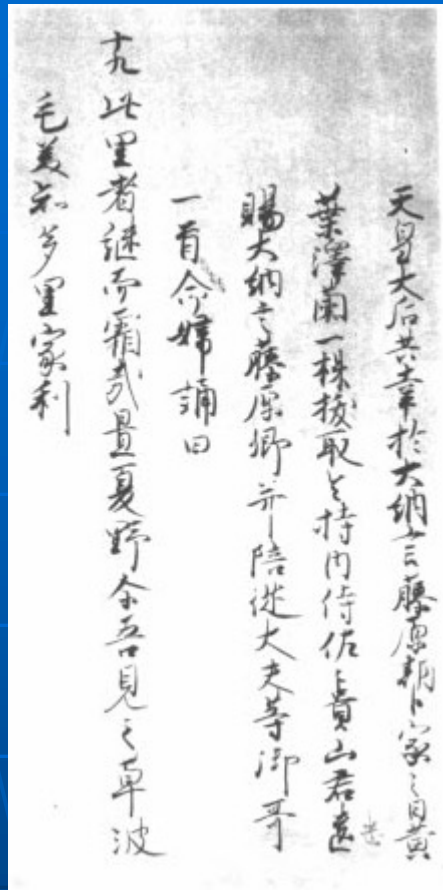 天皇大后共幸於大納言藤原朝臣家之日黄
葉澤蘭一株拔取令持内侍佐々貴山君遣
賜大納言藤原卿并陪従大夫等御哥
一首命婦誦曰
十九 此里者継而霜哉置夏野尓吾見之草波
毛美知多里家利